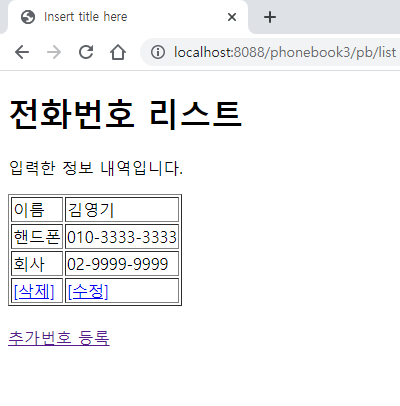 Insert title here
localhost:8088/phonebook3/pb/list
전화번호 리스트
입력한 정보 내역입니다.
이름 김영기
핸드폰 010-3333-3333
회사 02-9999-9999
[삭제] [수정]
추가번호 등록